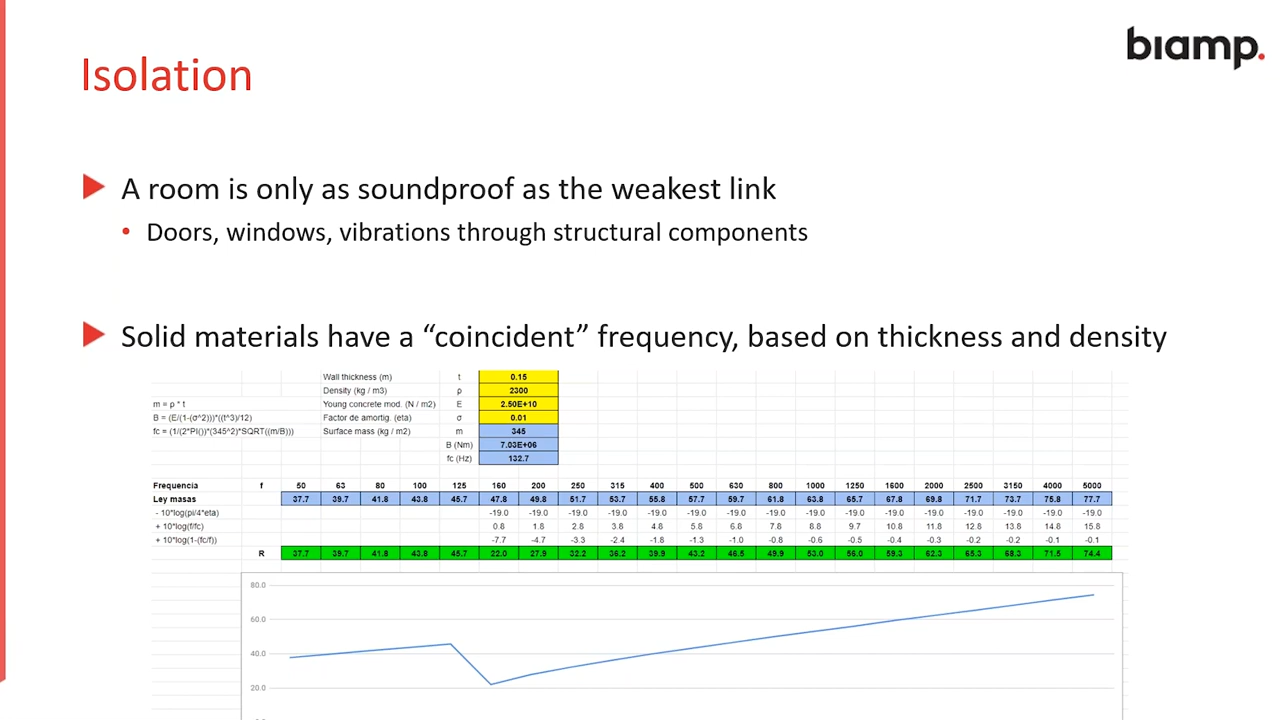 biamp.
Isolation
A room is only as soundproof as the weakest link
Doors, windows, vibrations through structural components
Solid materials have a “coincident” frequency, based on thickness and density
Wall thickness (m) t 0.15
Density (kg / m3) ρ 2300
m = ρ * t Young concrete mod. (N / m2) E 2.50E+10
B = (E/(1-(σ^2)))*((t^3)/12) Factor de amortig. (eta) σ 0.01
fc = (1/(2*PI())*(345^2)*SQRT((m/B))) Surface mass (kg / m2) m 345
B (Nm) 7.03E+06
fc (Hz) 132.7
Frequencia f 50 63 80 100 125 160 200 250 315 400 500 630 800 1000 1250 1600 2000 2500 3150 4000 5000
Ley masas 37.7 39.7 41.8 43.8 45.7 47.8 49.8 51.7 53.7 55.8 57.7 59.7 61.8 63.8 65.7 67.8 69.8 71.7 73.7 75.8 77.7
- 10*log(pi/4*eta) -19.0 -19.0 -19.0 -19.0 -19.0 -19.0 -19.0 -19.0 -19.0 -19.0 -19.0 -19.0 -19.0 -19.0 -19.0 -19.0
+ 10*log(f/fc) 0.8 1.8 2.8 3.8 4.8 5.8 6.8 7.8 8.8 9.7 10.8 11.8 12.8 13.8 14.8 15.8
+ 10*log(1-(fc/f)) -7.7 -4.7 -3.3 -2.4 -1.8 -1.3 -1.0 -0.8 -0.6 -0.5 -0.4 -0.3 -0.2 -0.2 -0.1 -0.1
R 37.7 39.7 41.8 43.8 45.7 22.0 27.9 32.2 36.2 39.9 43.2 46.5 49.9 53.0 56.0 59.3 62.3 65.3 68.3 71.5 74.4
80.0
60.0
40.0
20.0